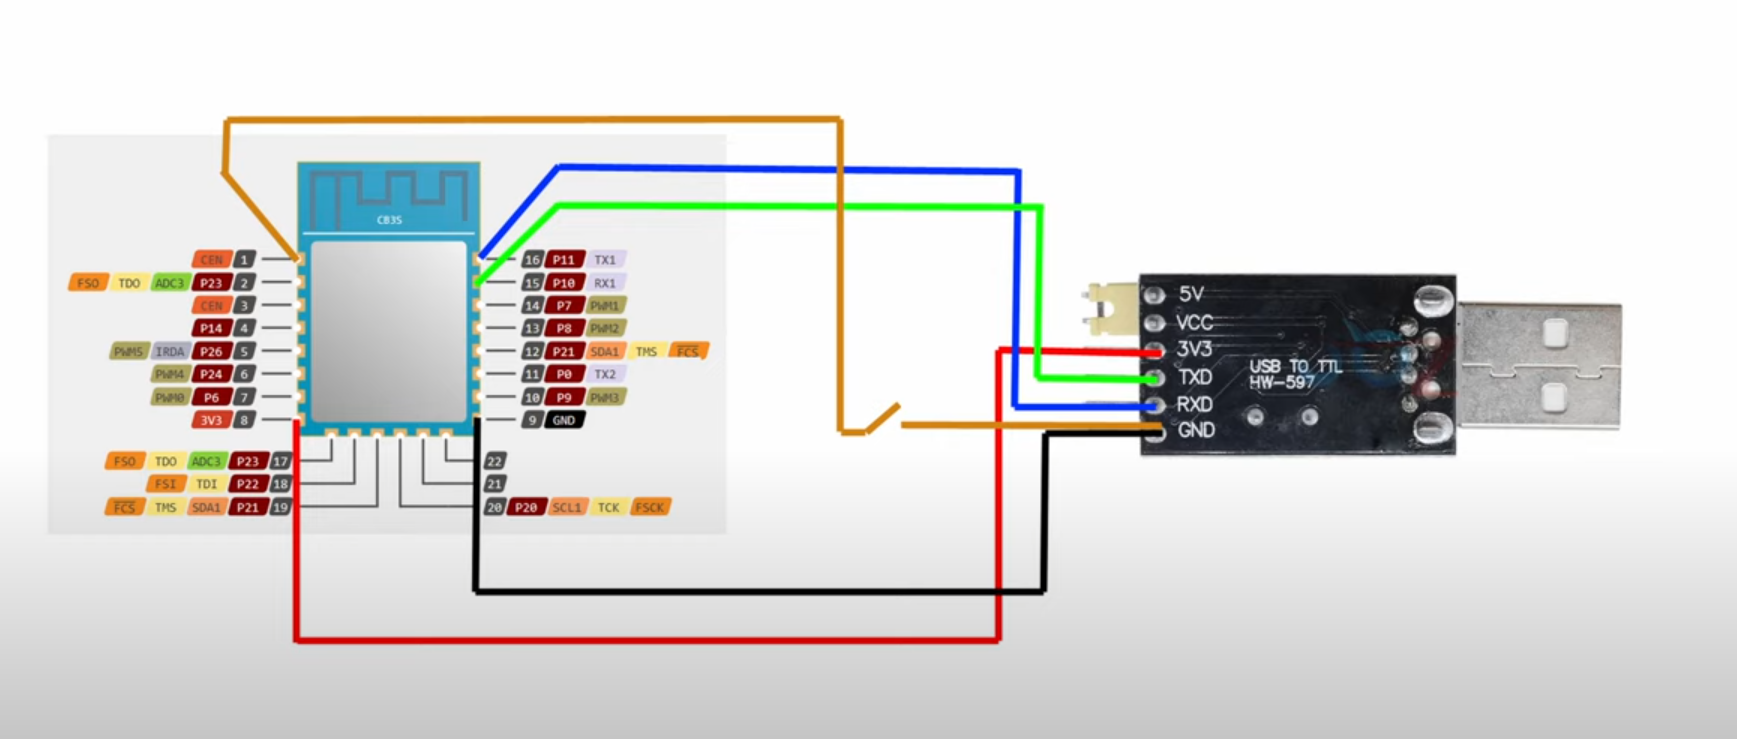 CB3S
CEN 1
FSO TDO ADC3 P23 2
CEN 3
P14 4
PWM5 IRDA P26 5
PWM4 P24 6
PWM0 P6 7
3V3 8
16 P11 TX1
15 P10 RX1
14 P7 PWM1
13 P8 PWM2
12 P21 SDA1 TMS FCS
11 P0 TX2
10 P9 PWM3
9 GND
FSO TDO ADC3 P23 17
FSI TDI P22 18
FCS TMS SDA1 P21 19
22
21
20 P20 SCL1 TCK FSCK
5V
VCC
3V3
TXD
RXD
GND
USB TO TTL
HW-597